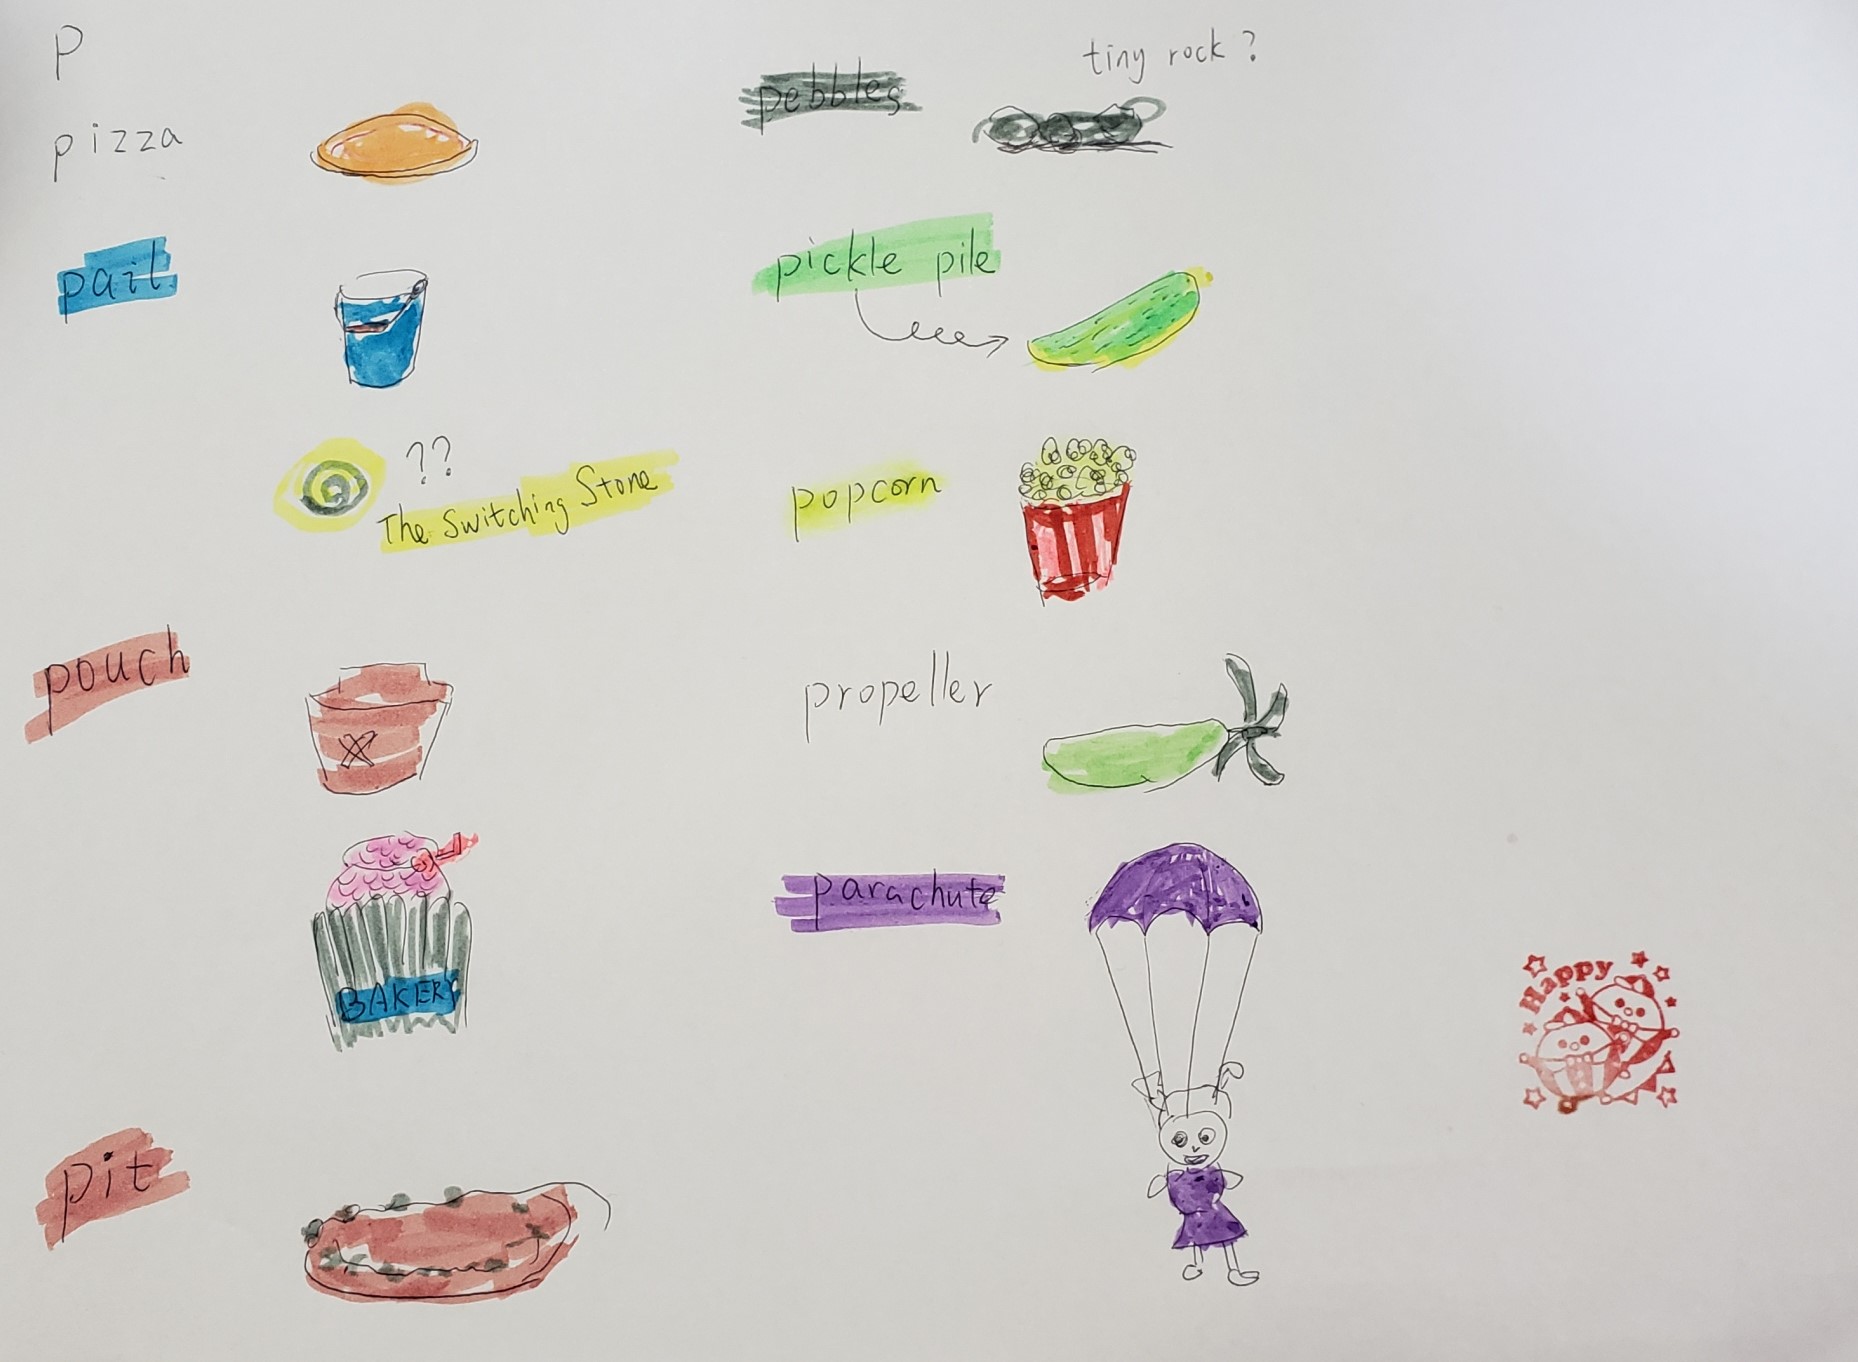 P
pizza
pail
??
The Switching Stone
pouch
BAKERY
pit
tiny rock?
pebbles
pickle pile
popcorn
propeller
parachute
Happy